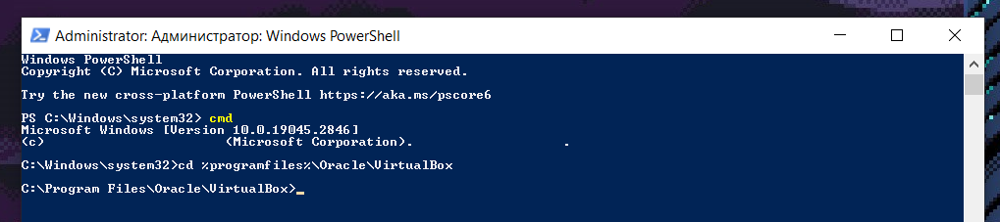 Administrator: Администратор: Windows PowerShell
Windows PowerShell
Copyright (C) Microsoft Corporation. All rights reserved.
Try the new cross-platform PowerShell https://aka.ms/pscore6
PS C:\Windows\system32> cmd
Microsoft Windows [Version 10.0.19045.2846]
(c) (Microsoft Corporation). .
C:\Windows\system32>cd %programfiles%\Oracle\VirtualBox
C:\Program Files\Oracle\VirtualBox>